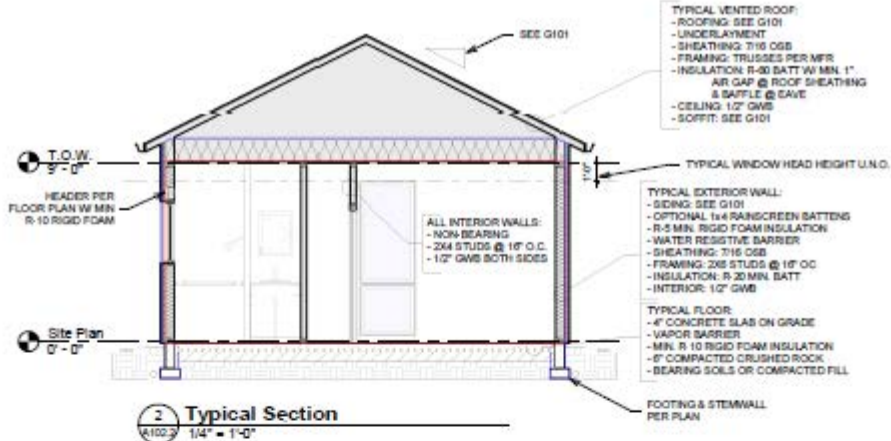 SEE G101
TYPICAL VENTED ROOF:
- ROOFING: SEE G101
- UNDERLAYMENT
- SHEATHING: 7/16 OSB
- FRAMING: TRUSSES PER MFR
- INSULATION: R-60 BATT W/ MIN. 1"
AIR GAP @ ROOF SHEATHING
& BAFFLE @ EAVE
- CEILING: 1/2" GWB
- SOFFIT: SEE G101
T.O.W.
9' - 0"
1'-0"
TYPICAL WINDOW HEAD HEIGHT U.N.O.
HEADER PER
FLOOR PLAN W/ MIN
R-10 RIGID FOAM
ALL INTERIOR WALLS:
- NON-BEARING
- 2X4 STUDS @ 16" O.C.
- 1/2" GWB BOTH SIDES
TYPICAL EXTERIOR WALL:
- SIDING: SEE G101
- OPTIONAL 1x4 RAINSCREEN BATTENS
- R-5 MIN. RIGID FOAM INSULATION
- WATER RESISTIVE BARRIER
- SHEATHING: 7/16 OSB
- FRAMING: 2X6 STUDS @ 16" OC
- INSULATION: R-20 MIN. BATT
- INTERIOR: 1/2" GWB
TYPICAL FLOOR:
- 4" CONCRETE SLAB ON GRADE
- VAPOR BARRIER
- MIN. R-10 RIGID FOAM INSULATION
- 6" COMPACTED CRUSHED ROCK
- BEARING SOILS OR COMPACTED FILL
Site Plan
0' - 0"
FOOTING & STEMWALL
PER PLAN
2
A102.2
Typical Section
1/4" = 1'-0"